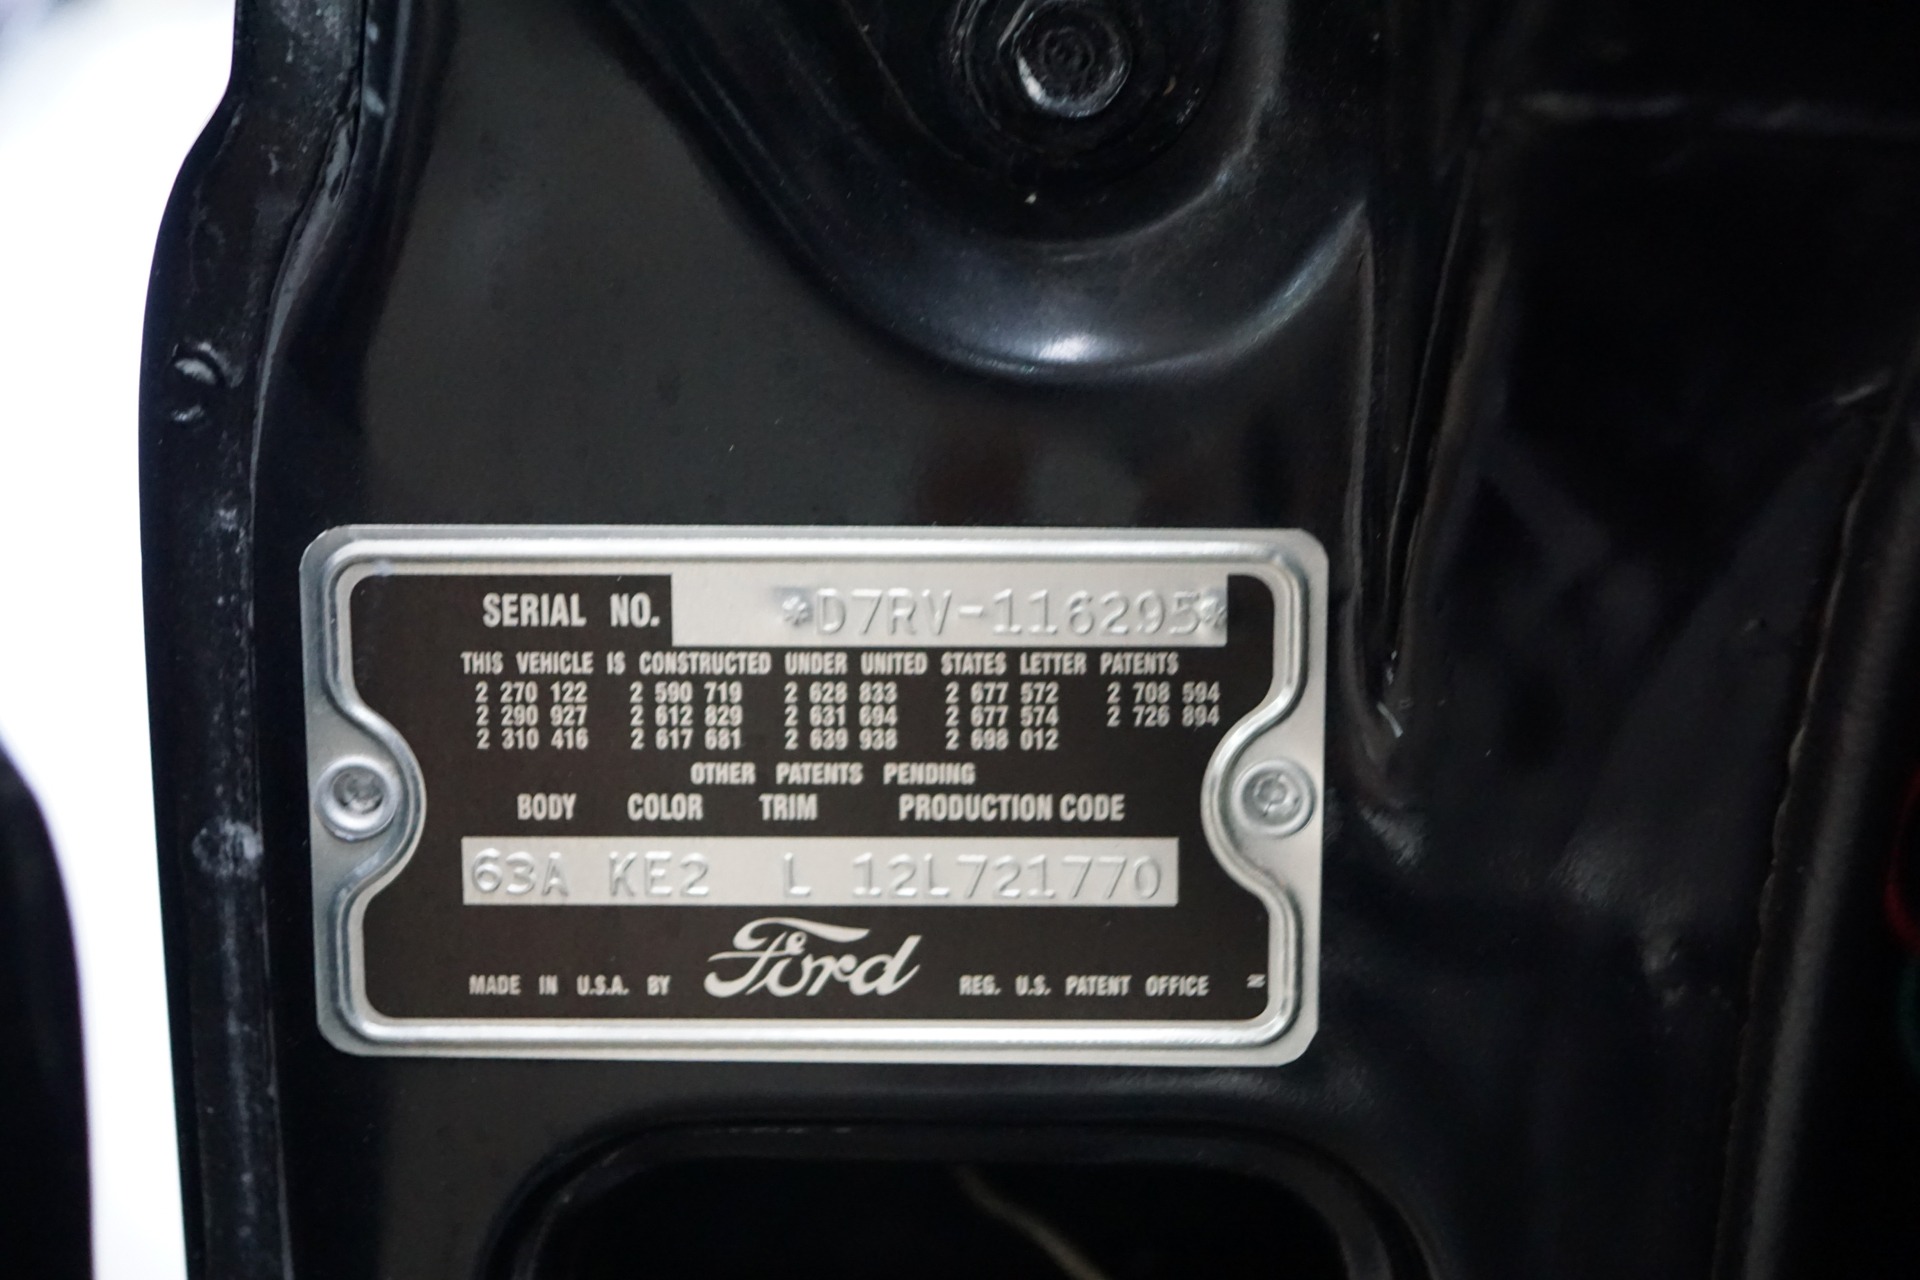 SERIAL NO. *D7RV-116295*
THIS VEHICLE IS CONSTRUCTED UNDER UNITED STATES LETTER PATENTS
2 270 122 2 590 719 2 628 833 2 677 572 2 708 594
2 290 927 2 612 829 2 631 694 2 677 574 2 726 894
2 310 416 2 617 681 2 639 938 2 698 012
OTHER PATENTS PENDING
BODY COLOR TRIM PRODUCTION CODE
63A KE2 L 12L721770
MADE IN U.S.A. BY Ford REG. U.S. PATENT OFFICE N